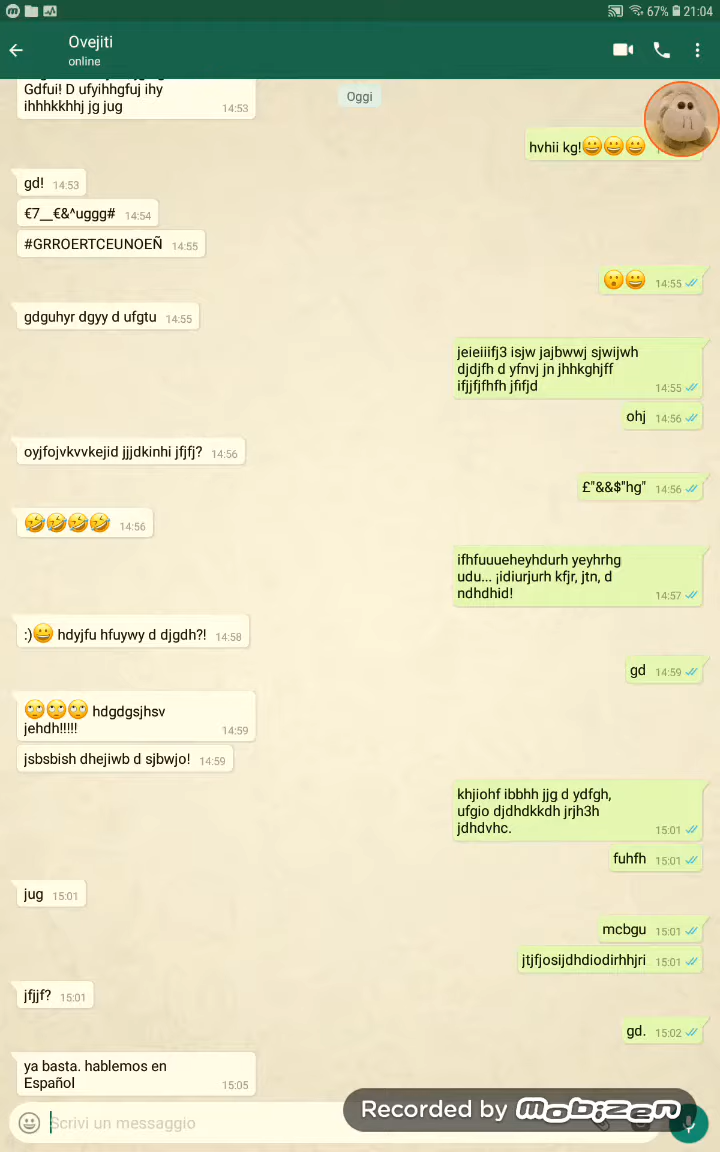 67% 21:04
Ovejiti
online
Gdfui! D ufyihhgfuj ihy
ihhhkkhhj jg jug 14:53
Oggi
hvhii kg!😀😀😀
gd! 14:53
€7__€&^uggg# 14:54
#GRROERTCEUNOEÑ 14:55
😮😀 14:55
gdguhyr dgyy d ufgtu 14:55
jeieiiifj3 isjw jajbwwj sjwijwh
djdjfh d yfnvj jn jhhkghjff
ifjjfjfhfh jfifjd 14:55
ohj 14:56
oyjfojvkvvkejid jjjdkinhi jfjfj? 14:56
£"&&$"hg" 14:56
🤣🤣🤣🤣 14:56
ifhfuuueheyhdurh yeyhrhg
udu... ¡idiurjurh kfjr, jtn, d
ndhdhid! 14:57
:)😀 hdyjfu hfuywy d djgdh?! 14:58
gd 14:59
🙄🙄🙄 hdgdgsjhsv
jehdh!!!!! 14:59
jsbsbish dhejiwb d sjbwjo! 14:59
khjiohf ibbhh jjg d ydfgh,
ufgio djdhdkkdh jrjh3h
jdhdvhc. 15:01
fuhfh 15:01
jug 15:01
mcbgu 15:01
jtjfjosijdhdiodirhhjri 15:01
jfjjf? 15:01
gd. 15:02
ya basta. hablemos en
Español 15:05
Scrivi un messaggio
Recorded by mobizen